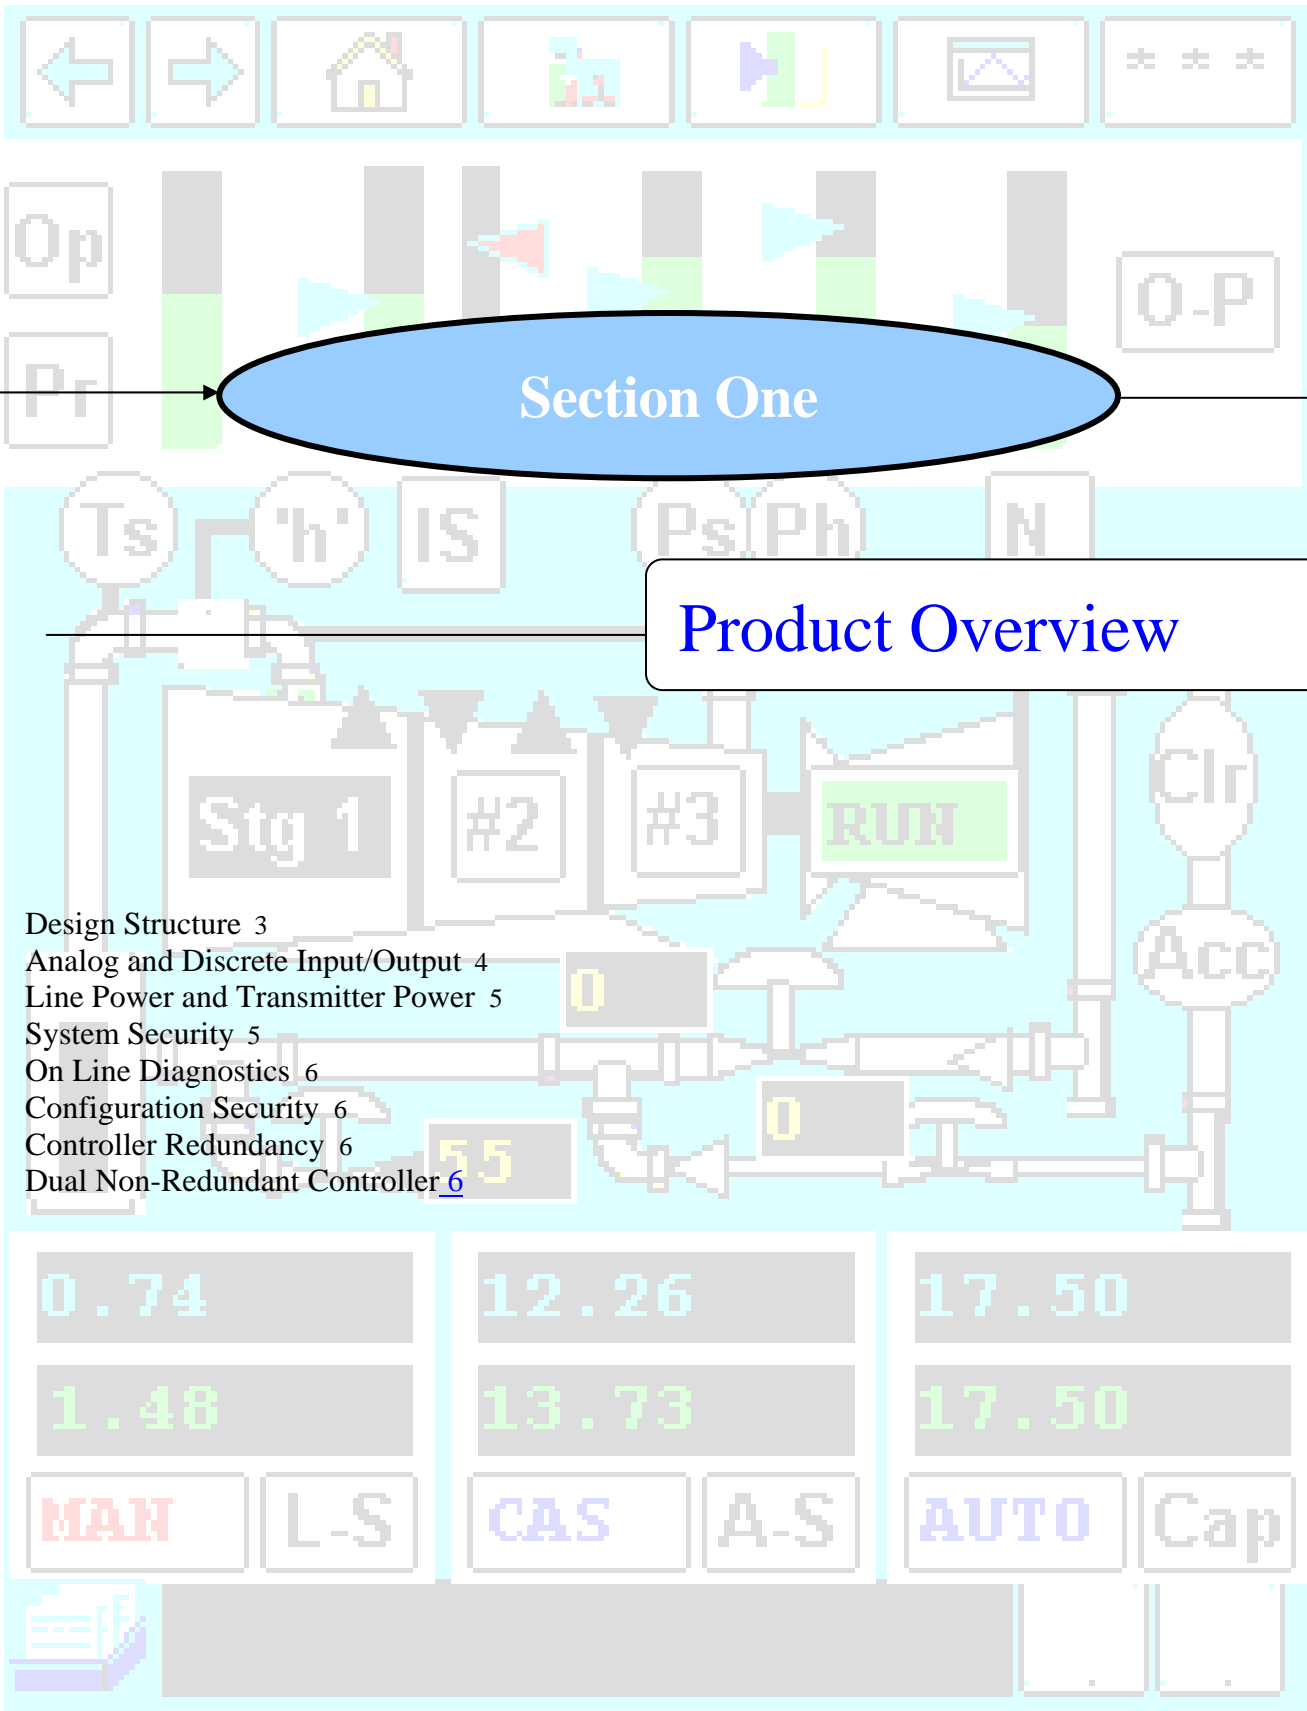 * * *
Op
O-P
Pr
Section One
Ts
'h'
IS
Ps
Ph
N
Product Overview
Clr
Stg 1
#2
#3
RUN
Design Structure 3
Analog and Discrete Input/Output 4
Acc
0
Line Power and Transmitter Power 5
System Security 5
On Line Diagnostics 6
Configuration Security 6
0
Controller Redundancy 6
55
Dual Non-Redundant Controller 6
0.74
12.26
17.50
1.48
13.73
17.50
MAN
L-S
CAS
A-S
AUTO
Cap